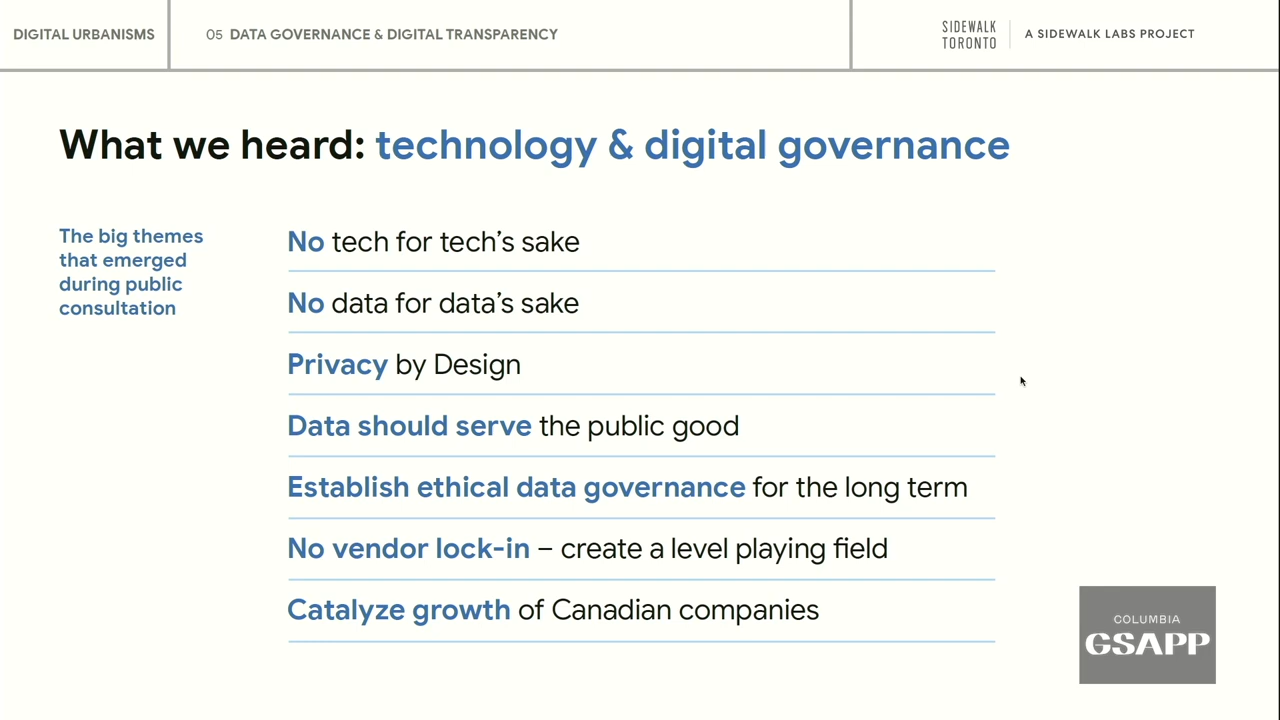 DIGITAL URBANISMS
05 DATA GOVERNANCE & DIGITAL TRANSPARENCY
SIDEWALK
TORONTO
A SIDEWALK LABS PROJECT
What we heard: technology & digital governance
The big themes
that emerged
during public
consultation
No tech for tech’s sake
No data for data’s sake
Privacy by Design
Data should serve the public good
Establish ethical data governance for the long term
No vendor lock-in – create a level playing field
Catalyze growth of Canadian companies
COLUMBIA
GSAPP